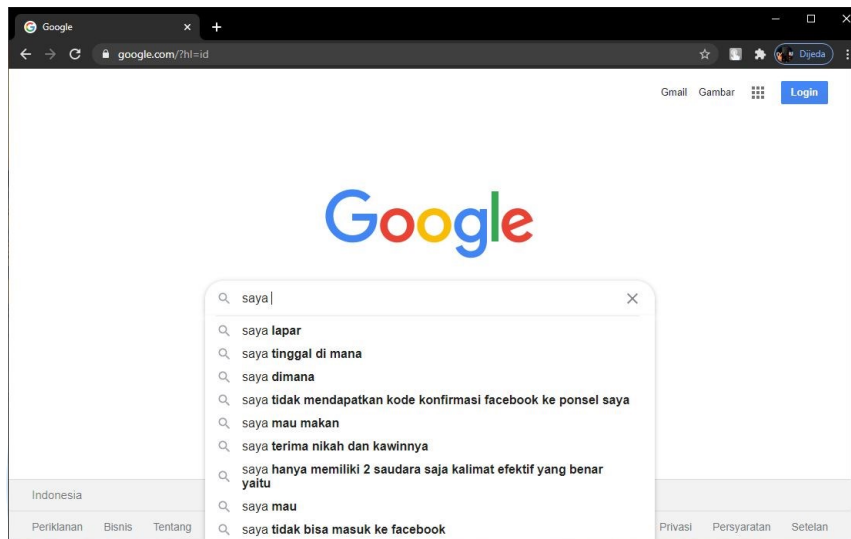 Google
google.com/?hl=id
Dijeda
Gmail Gambar Login
Google
saya
saya lapar
saya tinggal di mana
saya dimana
saya tidak mendapatkan kode konfirmasi facebook ke ponsel saya
saya mau makan
saya terima nikah dan kawinnya
saya hanya memiliki 2 saudara saja kalimat efektif yang benar
yaitu
saya mau
saya tidak bisa masuk ke facebook
Indonesia
Periklanan Bisnis Tentang Privasi Persyaratan Setelan